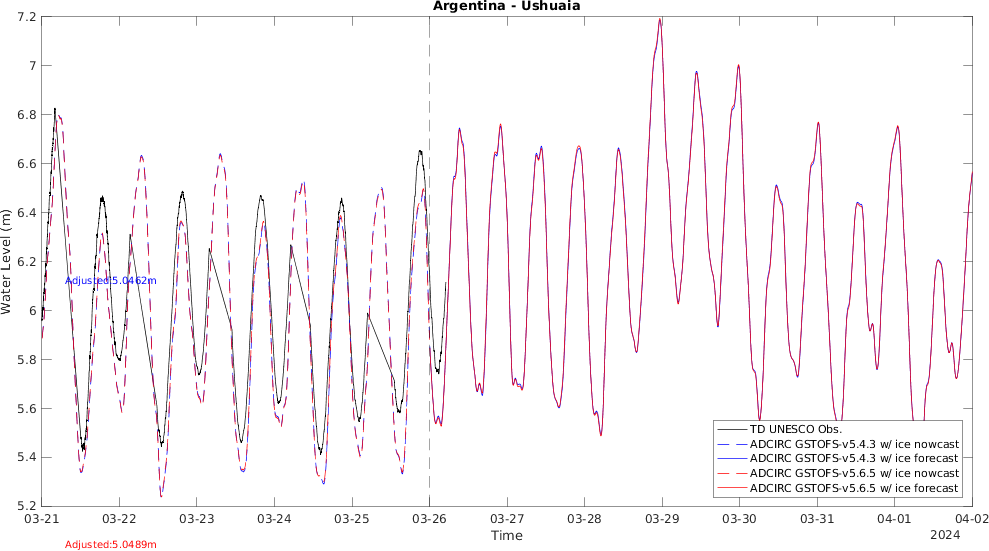 Argentina - Ushuaia
7.2
7
6.8
6.6
6.4
6.2
6
5.8
5.6
5.4
5.2
Water Level (m)
Adjusted:5.0462m
TD UNESCO Obs.
ADCIRC GSTOFS-v5.4.3 w/ ice nowcast
ADCIRC GSTOFS-v5.4.3 w/ ice forecast
ADCIRC GSTOFS-v5.6.5 w/ ice nowcast
ADCIRC GSTOFS-v5.6.5 w/ ice forecast
03-21 03-22 03-23 03-24 03-25 03-26 03-27 03-28 03-29 03-30 03-31 04-01 04-02
Time
2024
Adjusted:5.0489m